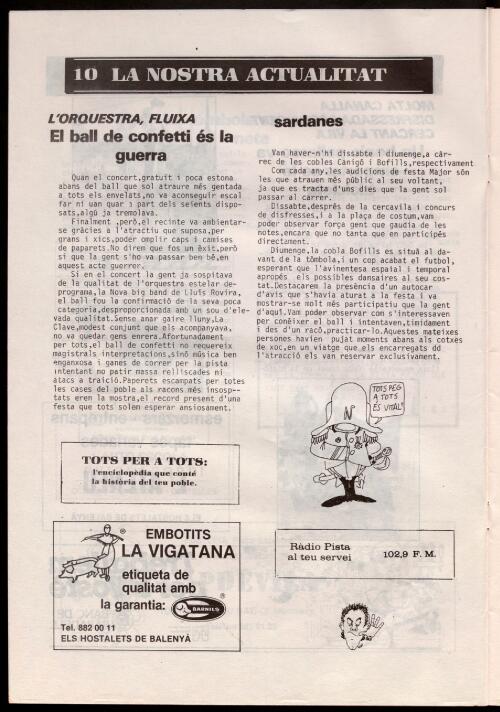 10 LA NOSTRA ACTUALITAT
L'ORQUESTRA, FLUIXA
El ball de confetti és la
guerra
Quan el concert,gratuit i poca estona
abans del ball que sol atraure més gentada
a tots els envelats,no va aconseguir escal
far ni uan quar t part dels seients dispo-
sats,algú ja tremolava.
Finalment ,però,el recinte va ambientar-
se gràcies a l'atractiu que suposa,per
grans i xics,poder omplir caps i camises
de paparets.No direm que fos un èxit,però
si que la gent s'ho va passar ben bé,en
aquest acte guerrer.
Si en el concert la gent ja sospitava
de la qualitat de l'orquestra estelar de-
programa,la Nova big band de Lluís Rovira,
el ball fou la confirmació de la seva poca
categoria,desproporcionada amb un sou d'ele-
vada qualitat.Sense anar gaire lluny,La
Clave,modest conjunt que els acompanyava,
no va quedar gens enrera.Afortunadament
per tots,el ball de confetti no requereix
magistrals interpretacions,sinó música ben
enganxosa i ganes de córrer per la pista
intentant no patir massa relliscades ni
atacs a traició.Paperets escampats per totes
les cases del poble als racons més insosp--
tats eren la mostra,el record present d'una
festa que tots solem esperar ansiosament.
TOTS PER A TOTS:
l'enciclopèdia que conté
la història del teu poble.
EMBOTITS
LA VIGATANA
etiqueta de
qualitat amb
la garantia:
BARNILS
Tel. 882 00 11
ELS HOSTALETS DE BALENYÀ
sardanes
Van haver-n'hi dissabte i diumenge,a càr-
rec de les cobles Canigó i Bofills,respectivament
Com cada any,les audicions de festa Major són
les que atrauen més públic al seu voltant,
ja que es tracta d'uns dies que la gent sol
passar al carrer.
Dissabte,després de la cercavila i concurs
de disfresses,i a la plaça de costum,vam
poder observar força gent que gaudia de les
notes,encara que no tanta que en participés
directament.
Diumenge,la cobla Bofills es situà al da-
vant de la tómbola,i un cop acabat el futbol,
esperant que l'avinentesa espaial i temporal
apropés els possibles dansaires al seu cos-
tat.Destacarem la presència d'un autocar
d'avis que s'havia aturat a la festa i va
mostrar-se molt més participatiu que la gent
d'aquí.Vam poder observar com s'interessaven
per conèixer el ball i intentaven,timidament
i des d'un racó,practicar-lo.Aquestes mateixes
persones havien pujat moments abans als cotxes
de xoc,en un viatge que,els encarregats de
l'atracció els van reservar exclusivament.
TOTS PEG
A TOTS
ÉS VITAL!
N
Ràdio Pista
al teu servei
102,9 F. M.